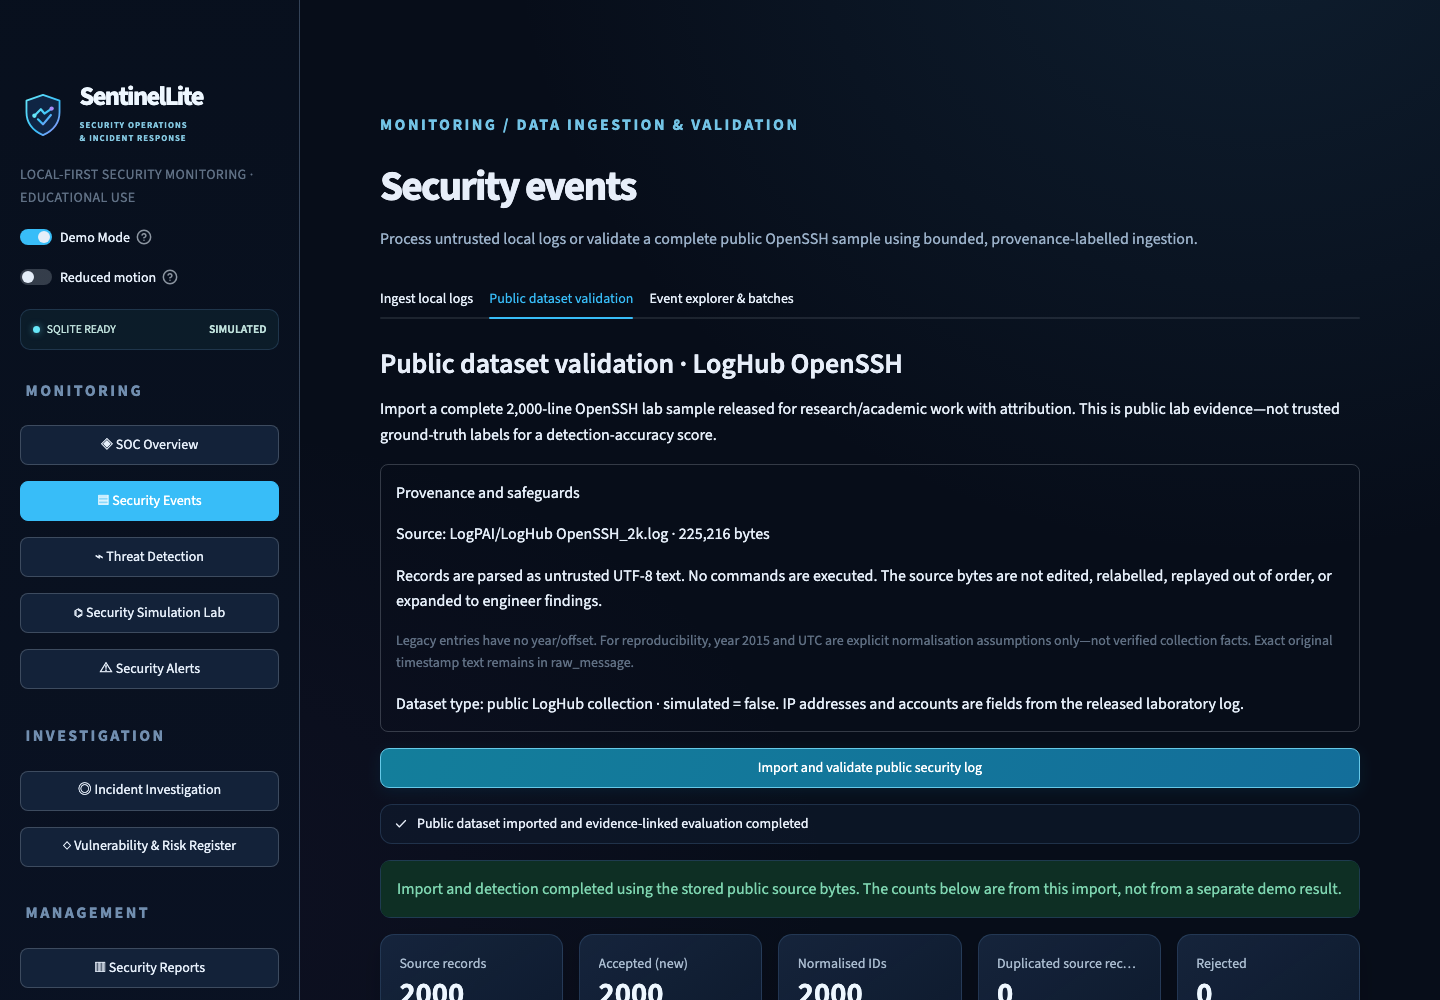 SentinelLite
SECURITY OPERATIONS
& INCIDENT RESPONSE
LOCAL-FIRST SECURITY MONITORING ·
EDUCATIONAL USE
Demo Mode
Reduced motion
SQLITE READY
SIMULATED
MONITORING
SOC Overview
Security Events
Threat Detection
Security Simulation Lab
Security Alerts
INVESTIGATION
Incident Investigation
Vulnerability & Risk Register
MANAGEMENT
Security Reports
MONITORING / DATA INGESTION & VALIDATION
Security events
Process untrusted local logs or validate a complete public OpenSSH sample using bounded, provenance-labelled ingestion.
Ingest local logs
Public dataset validation
Event explorer & batches
Public dataset validation · LogHub OpenSSH
Import a complete 2,000-line OpenSSH lab sample released for research/academic work with attribution. This is public lab evidence—not trusted
ground-truth labels for a detection-accuracy score.
Provenance and safeguards
Source: LogPAI/LogHub OpenSSH_2k.log · 225,216 bytes
Records are parsed as untrusted UTF-8 text. No commands are executed. The source bytes are not edited, relabelled, replayed out of order, or
expanded to engineer findings.
Legacy entries have no year/offset. For reproducibility, year 2015 and UTC are explicit normalisation assumptions only—not verified collection facts. Exact original
timestamp text remains in raw_message.
Dataset type: public LogHub collection · simulated = false. IP addresses and accounts are fields from the released laboratory log.
Import and validate public security log
Public dataset imported and evidence-linked evaluation completed
Import and detection completed using the stored public source bytes. The counts below are from this import, not from a separate demo result.
Source records
2000
Accepted (new)
2000
Normalised IDs
2000
Duplicated source rec…
0
Rejected
0